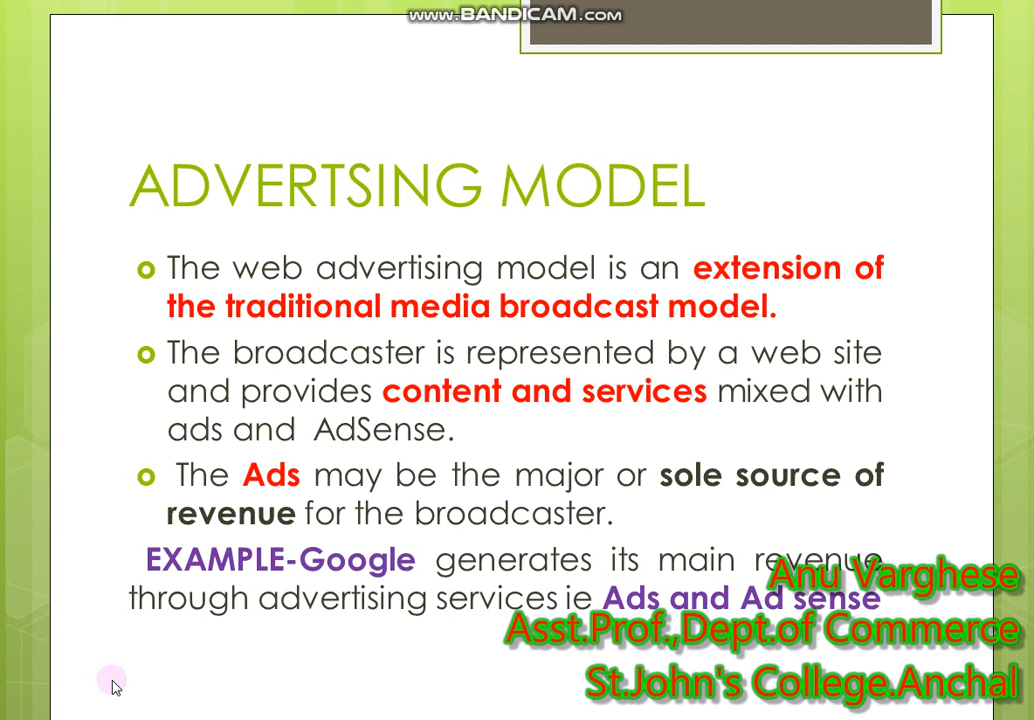 www.BANDICAM.com
ADVERTSING MODEL
The web advertising model is an extension of
the traditional media broadcast model.
The broadcaster is represented by a web site
and provides content and services mixed with
ads and AdSense.
The Ads may be the major or sole source of
revenue for the broadcaster.
EXAMPLE-Google generates its main revenue
through advertising services ie Ads and Ad sense
Anu Varghese
Asst.Prof.,Dept.of Commerce
St.John's College.Anchal